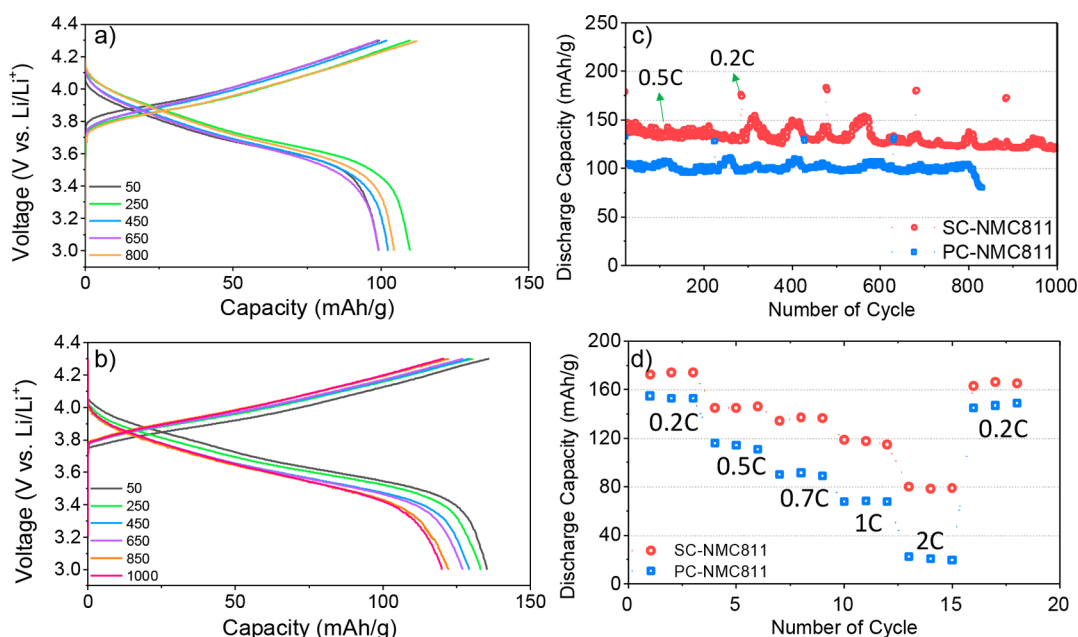 a)
4.4
4.2
4.0
3.8
3.6
3.4
3.2
3.0
Voltage (V vs. Li/Li⁺)
50
250
450
650
800
0
50
100
150
Capacity (mAh/g)
b)
4.4
4.2
4.0
3.8
3.6
3.4
3.2
3.0
Voltage (V vs. Li/Li⁺)
50
250
450
650
850
1000
0
50
100
150
Capacity (mAh/g)
c)
250
200
150
100
50
0
Discharge Capacity (mAh/g)
0.5C
0.2C
SC-NMC811
PC-NMC811
200
400
600
800
1000
Number of Cycle
d)
200
160
120
80
40
0
Discharge Capacity (mAh/g)
0.2C
0.5C
0.7C
1C
2C
0.2C
SC-NMC811
PC-NMC811
0
5
10
15
20
Number of Cycle